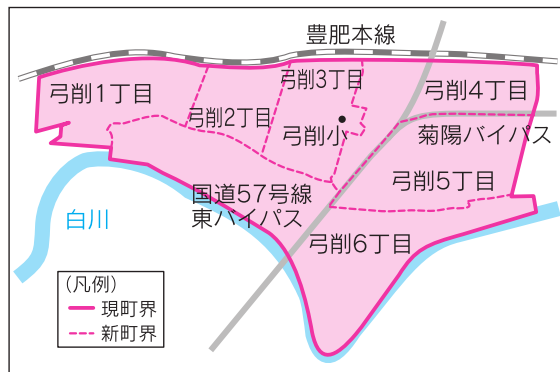 豊肥本線
弓削1丁目
弓削2丁目
弓削3丁目
弓削小
弓削4丁目
菊陽バイパス
弓削5丁目
国道57号線
東バイパス
弓削6丁目
白川
(凡例)
現町界
新町界